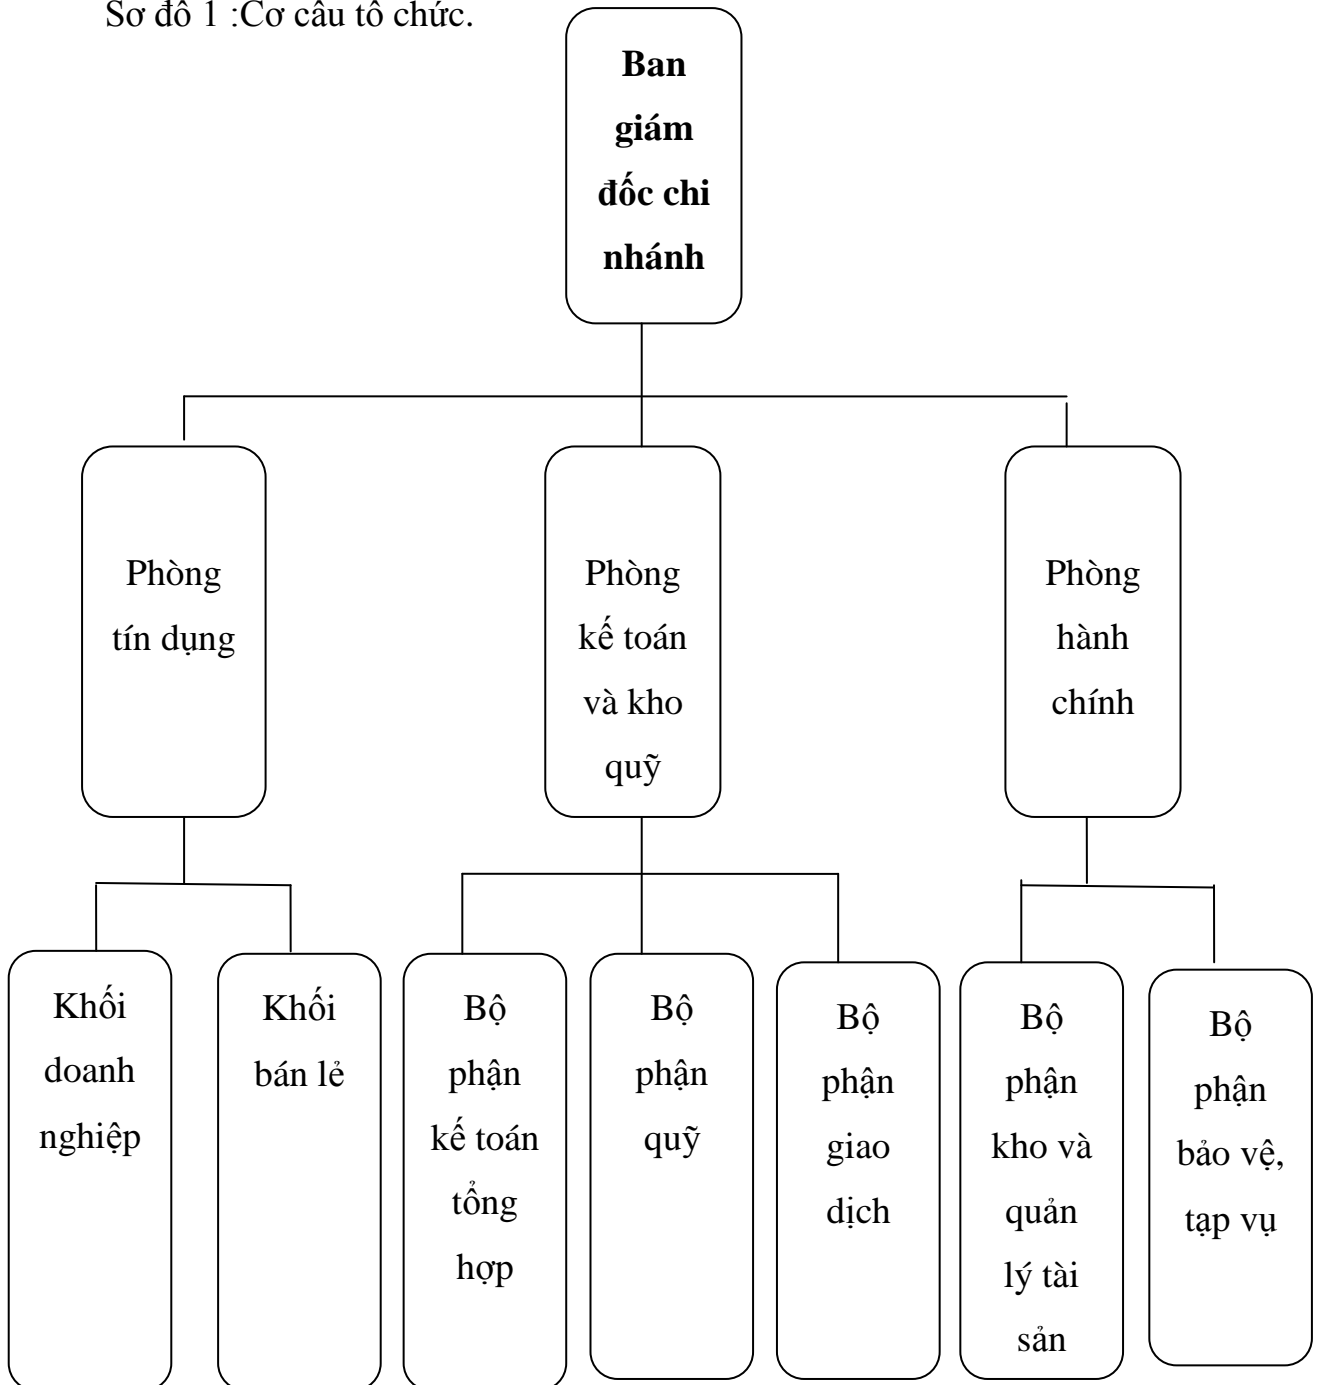 Sơ đồ 1 :Cơ cấu tổ chức.
Ban
giám
đốc chi
nhánh
Phòng
tín dụng
Phòng
kế toán
và kho
quỹ
Phòng
hành
chính
Khối
doanh
nghiệp
Khối
bán lẻ
Bộ
phận
kế toán
tổng
hợp
Bộ
phận
quỹ
Bộ
phận
giao
dịch
Bộ
phận
kho và
quản
lý tài
sản
Bộ
phận
bảo vệ,
tạp vụ